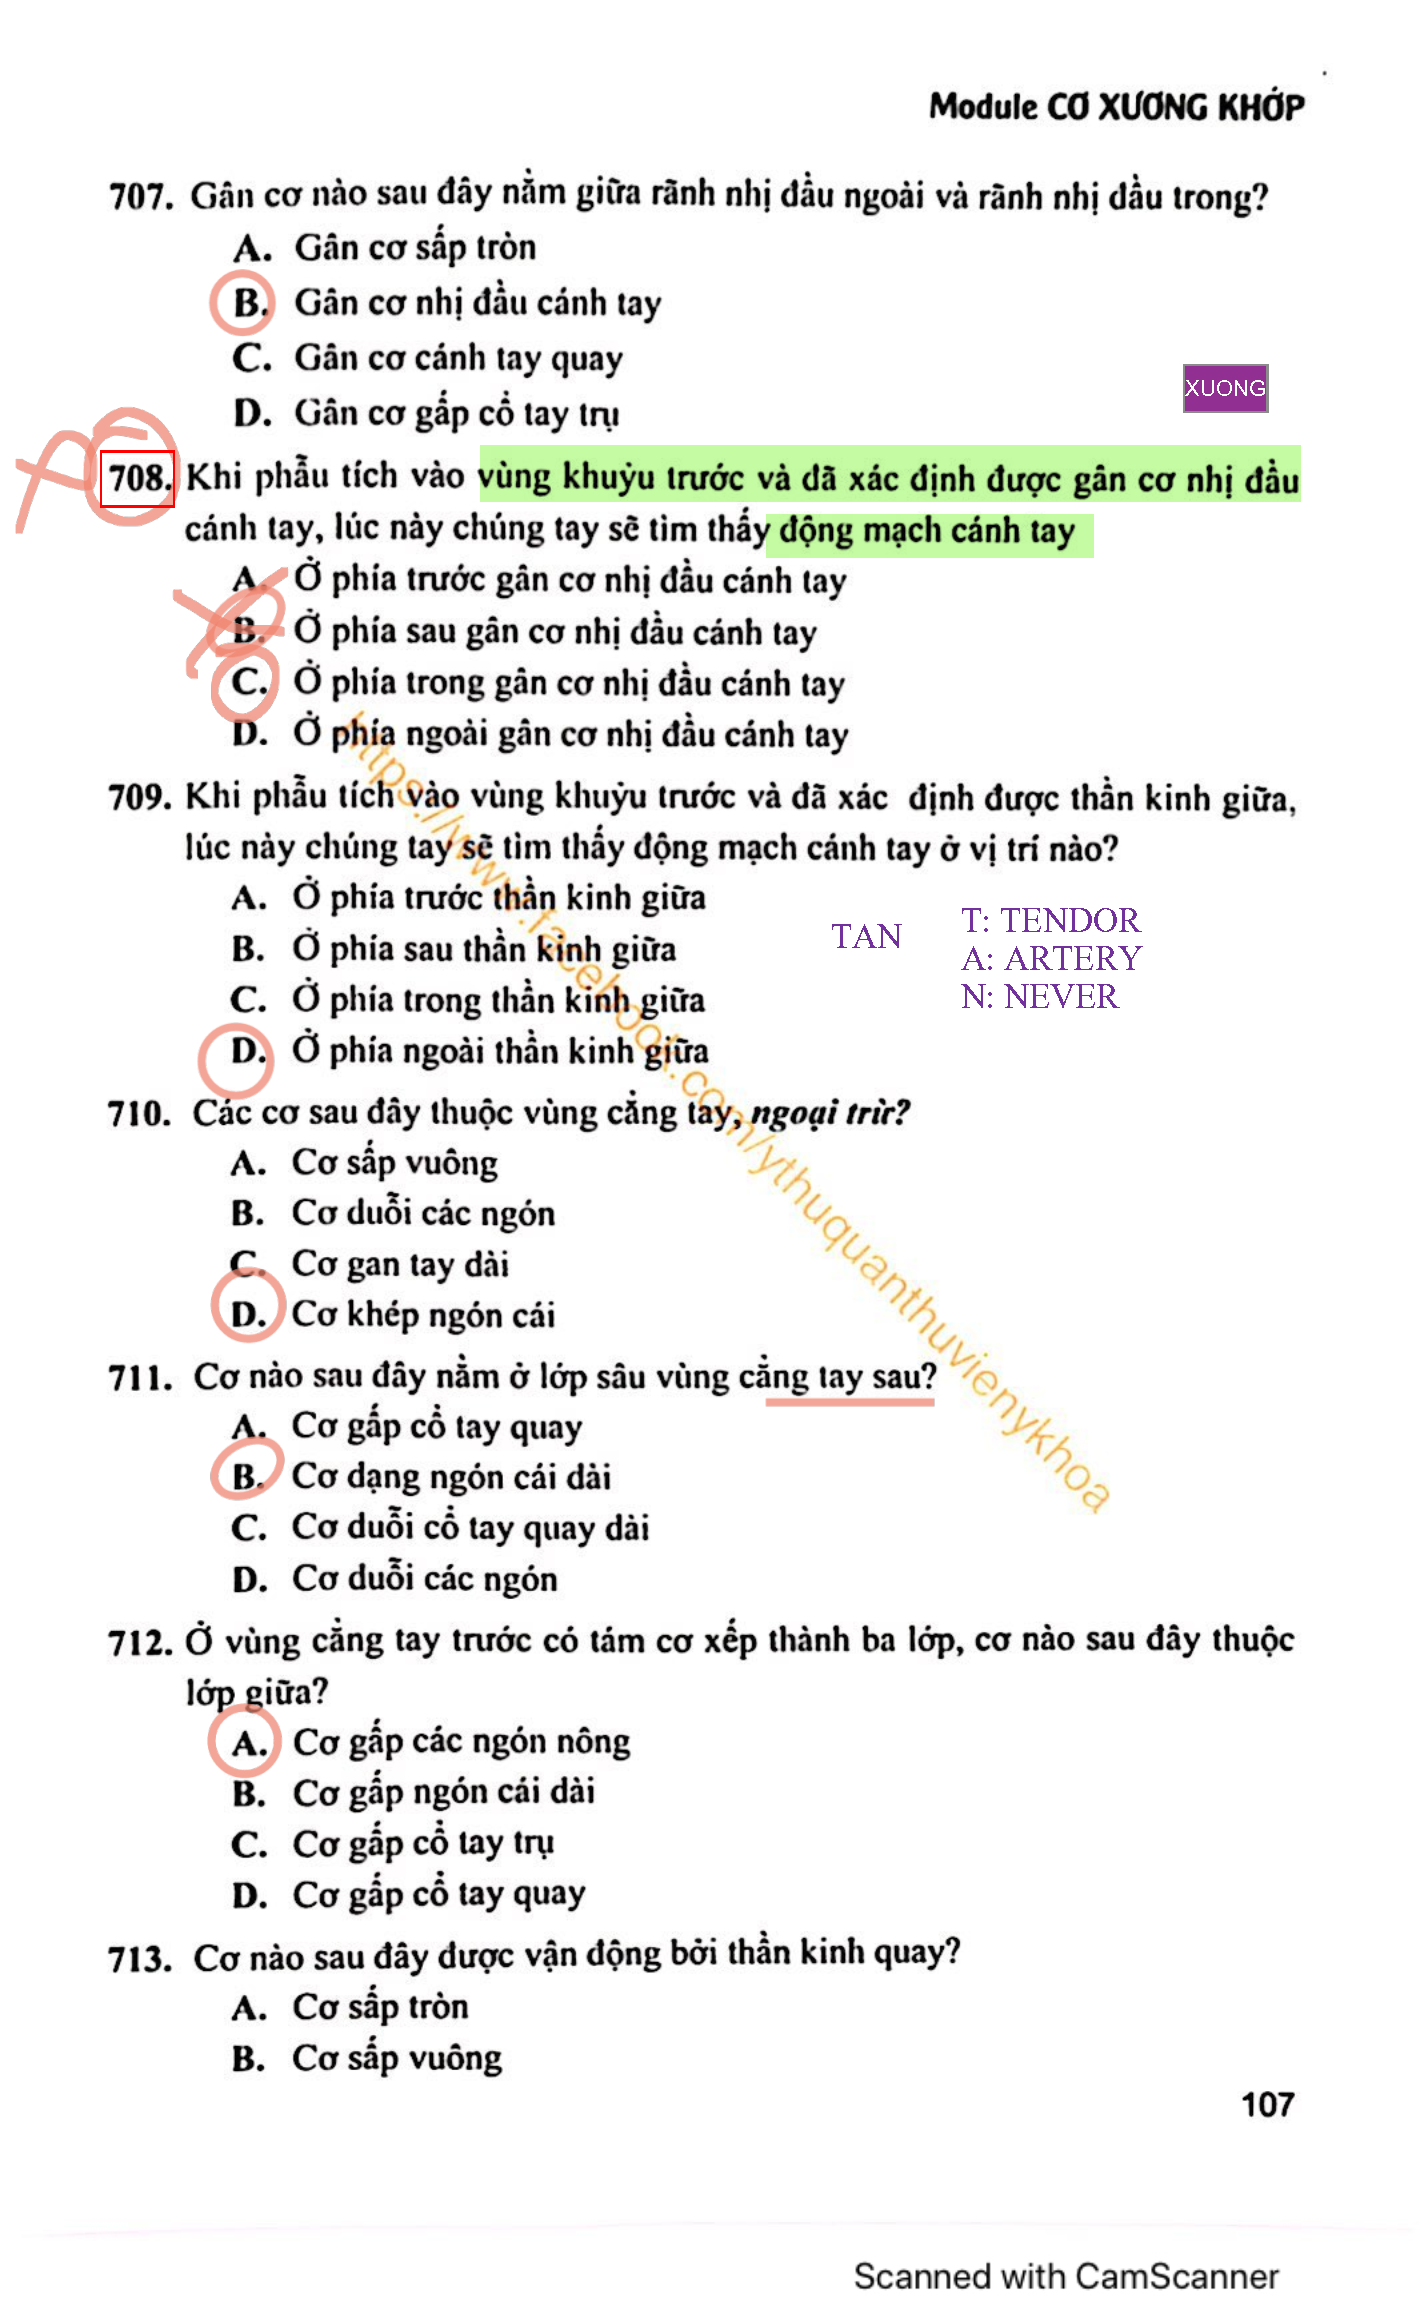 Module CƠ XƯƠNG KHỚP
707. Gân cơ nào sau đây nằm giữa rãnh nhị đầu ngoài và rãnh nhị đầu trong?
A. Gân cơ sấp tròn
B. Gân cơ nhị đầu cánh tay
C. Gân cơ cánh tay quay
D. Gân cơ gấp cổ tay trụ
XUONG
708. Khi phẫu tích vào vùng khuỷu trước và đã xác định được gân cơ nhị đầu
cánh tay, lúc này chúng tay sẽ tìm thấy động mạch cánh tay
A. Ở phía trước gân cơ nhị đầu cánh tay
B. Ở phía sau gân cơ nhị đầu cánh tay
C. Ở phía trong gân cơ nhị đầu cánh tay
D. Ở phía ngoài gân cơ nhị đầu cánh tay
709. Khi phẫu tích vào vùng khuỷu trước và đã xác định được thần kinh giữa,
lúc này chúng tay sẽ tìm thấy động mạch cánh tay ở vị trí nào?
A. Ở phía trước thần kinh giữa
B. Ở phía sau thần kinh giữa
C. Ở phía trong thần kinh giữa
D. Ở phía ngoài thần kinh giữa
TAN
T: TENDOR
A: ARTERY
N: NEVER
https://www.facebook.com/ythuquanthuvienykhoa
710. Các cơ sau đây thuộc vùng cẳng tay, ngoại trừ?
A. Cơ sấp vuông
B. Cơ duỗi các ngón
C. Cơ gan tay dài
D. Cơ khép ngón cái
711. Cơ nào sau đây nằm ở lớp sâu vùng cẳng tay sau?
A. Cơ gấp cổ tay quay
B. Cơ dạng ngón cái dài
C. Cơ duỗi cổ tay quay dài
D. Cơ duỗi các ngón
712. Ở vùng cẳng tay trước có tám cơ xếp thành ba lớp, cơ nào sau đây thuộc
lớp giữa?
A. Cơ gấp các ngón nông
B. Cơ gấp ngón cái dài
C. Cơ gấp cổ tay trụ
D. Cơ gấp cổ tay quay
713. Cơ nào sau đây được vận động bởi thần kinh quay?
A. Cơ sấp tròn
B. Cơ sấp vuông
107
Scanned with CamScanner